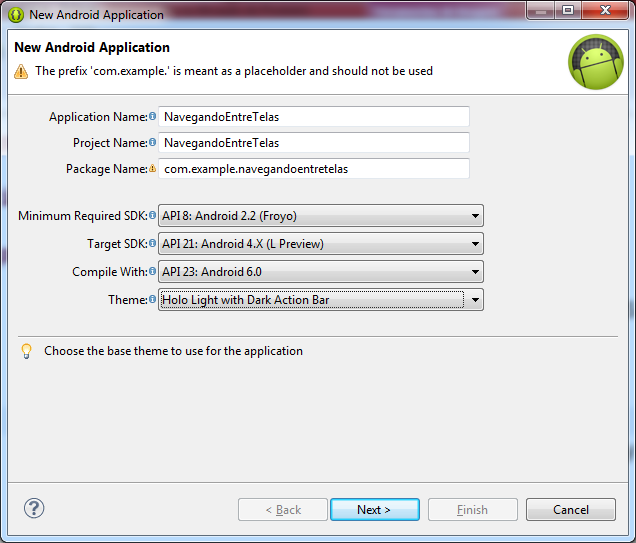 New Android Application
New Android Application
The prefix 'com.example.' is meant as a placeholder and should not be used
Application Name: NavegandoEntreTelas
Project Name: NavegandoEntreTelas
Package Name: com.example.navegandoentretelas
Minimum Required SDK: API 8: Android 2.2 (Froyo)
Target SDK: API 21: Android 4.X (L Preview)
Compile With: API 23: Android 6.0
Theme: Holo Light with Dark Action Bar
Choose the base theme to use for the application
? < Back Next > Finish Cancel